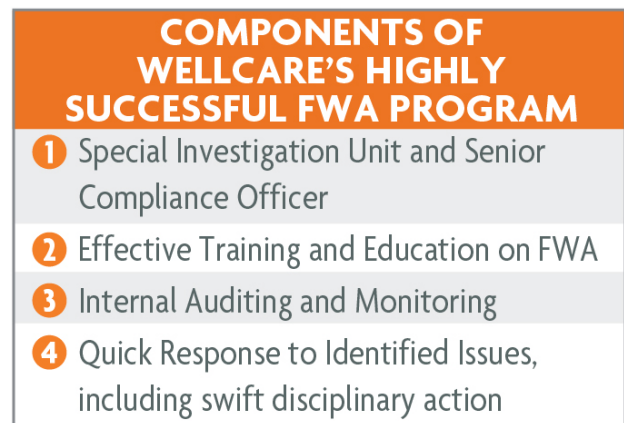 COMPONENTS OF
WELLCARE’S HIGHLY
SUCCESSFUL FWA PROGRAM
1 Special Investigation Unit and Senior
Compliance Officer
2 Effective Training and Education on FWA
3 Internal Auditing and Monitoring
4 Quick Response to Identified Issues,
including swift disciplinary action